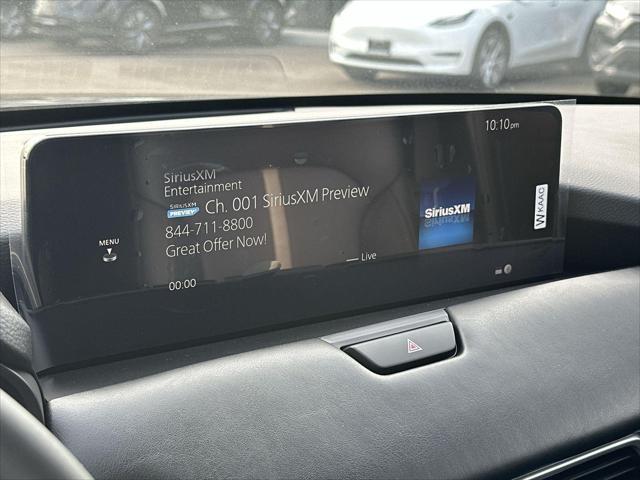 10:10pm
SiriusXM
Entertainment
SIRIUSXM PREVIEW Ch. 001 SiriusXM Preview
844-711-8800
Great Offer Now!
SiriusXM
MENU
Live
00:00
W KAAC